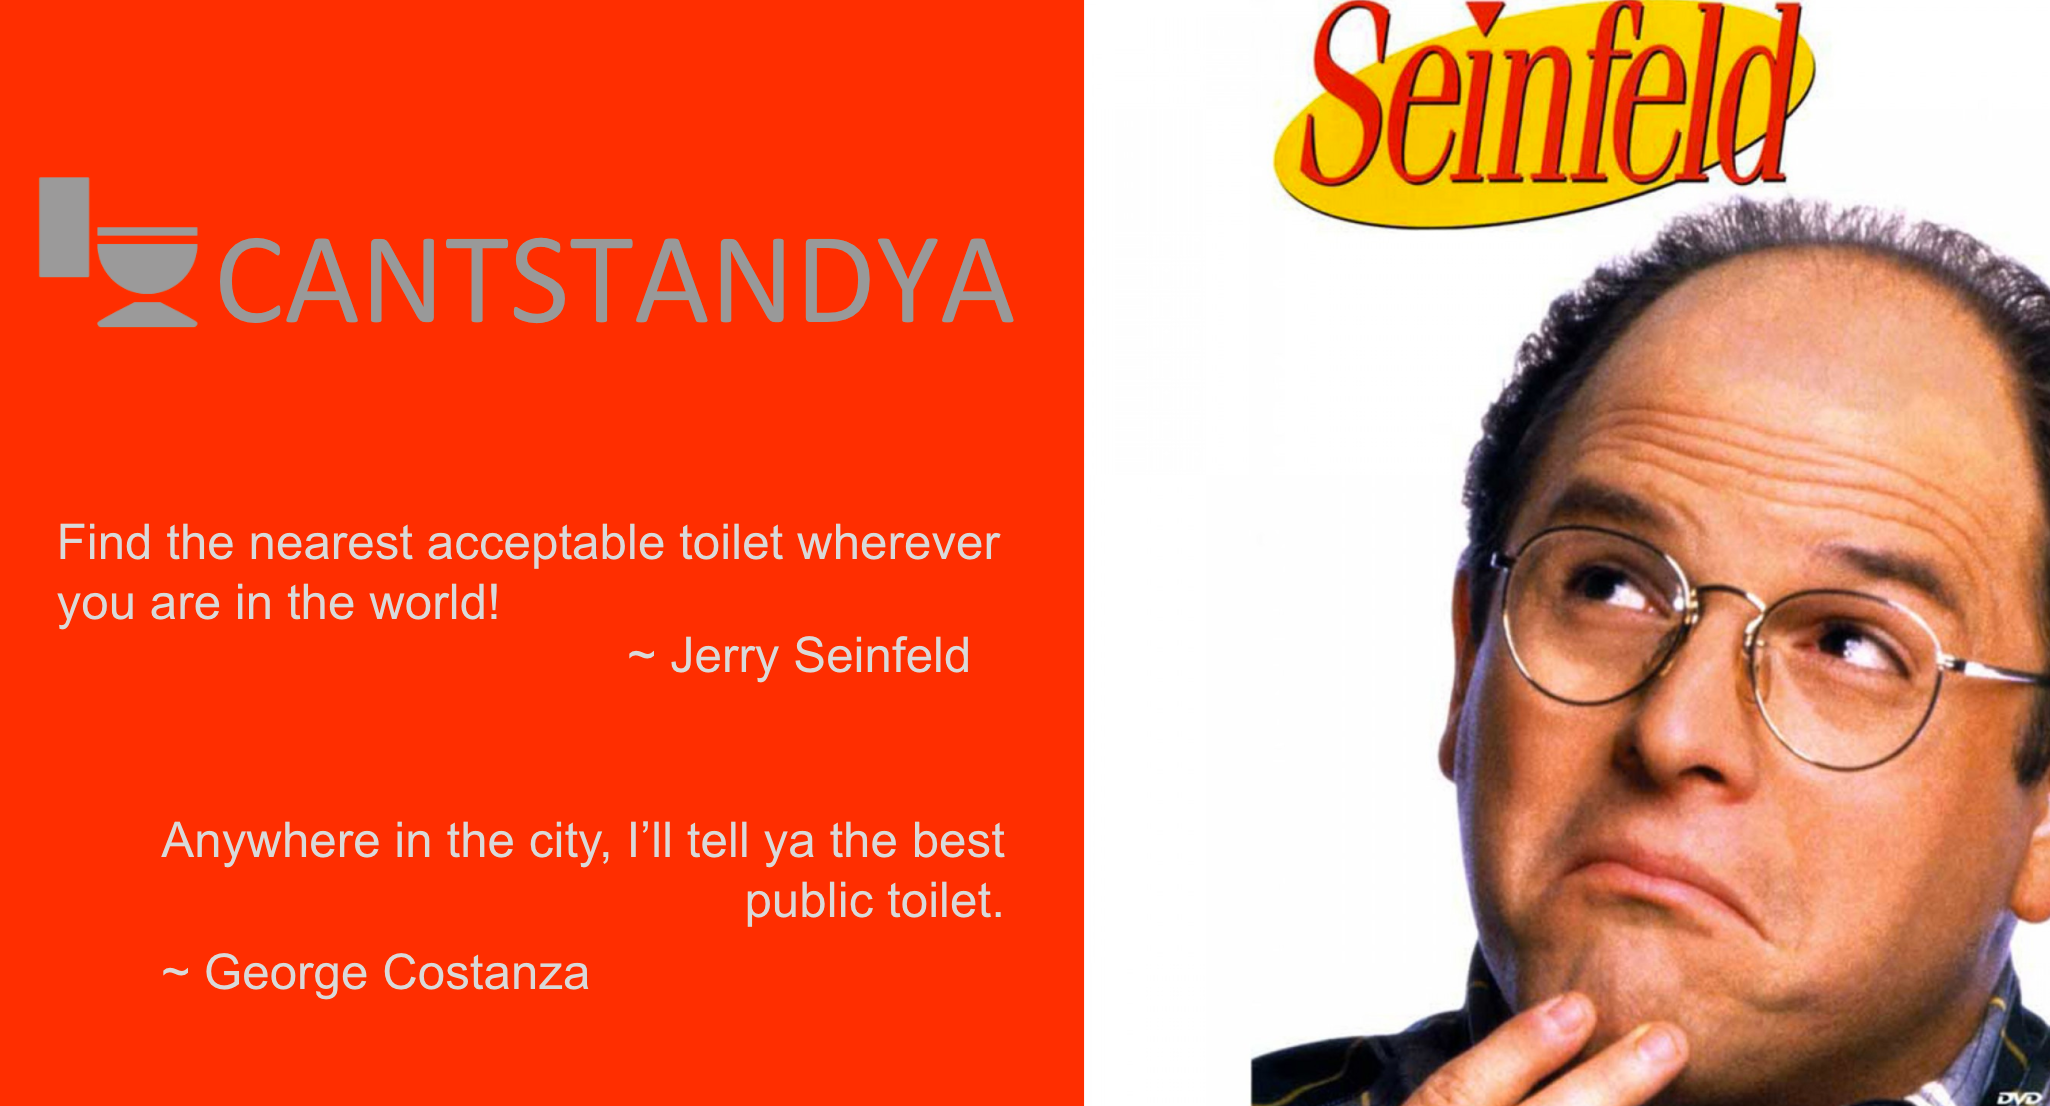 CANTSTANDYA
Find the nearest acceptable toilet wherever
you are in the world!
~ Jerry Seinfeld
Anywhere in the city, I’ll tell ya the best
public toilet.
~ George Costanza
Seinfeld
DVD